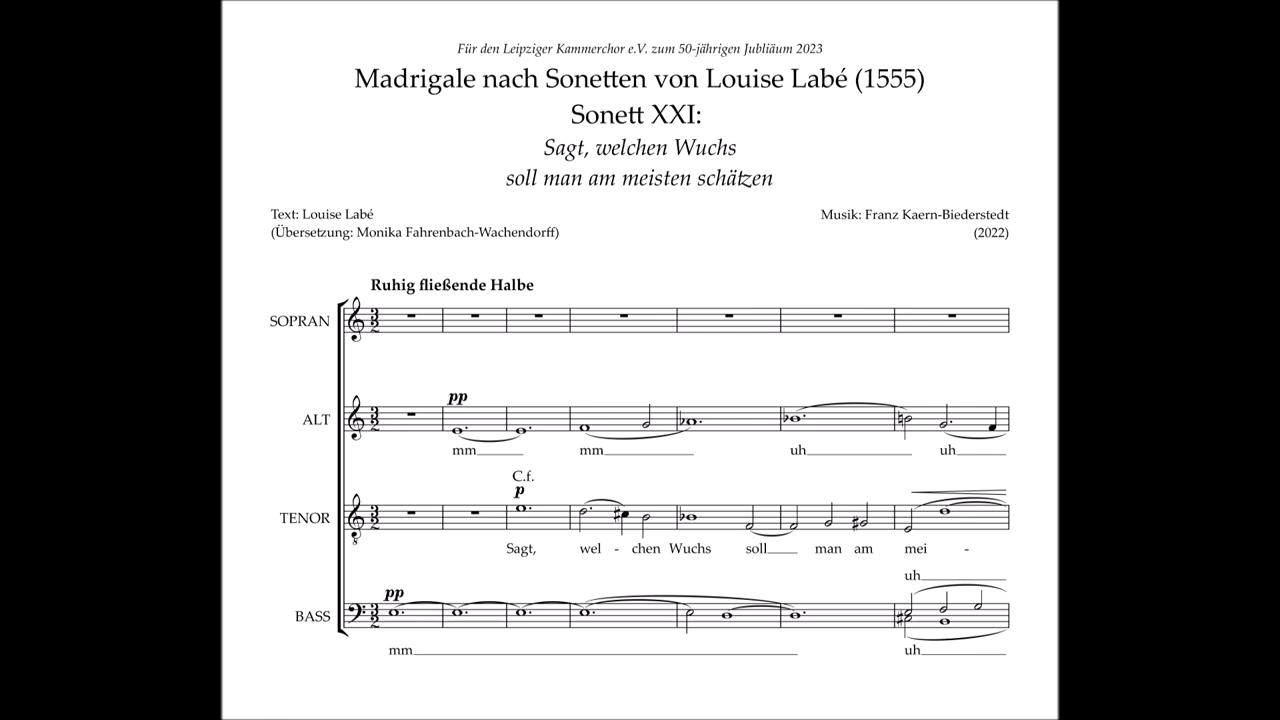 Für den Leipziger Kammerchor e.V. zum 50-jährigen Jubliäum 2023
Madrigale nach Sonetten von Louise Labé (1555)
Sonett XXI:
Sagt, welchen Wuchs
soll man am meisten schätzen
Text: Louise Labé
(Übersetzung: Monika Fahrenbach-Wachendorff)
Musik: Franz Kaern-Biederstedt
(2022)
Ruhig fließende Halbe
SOPRAN
pp
ALT
mm mm uh uh
C.f.
p
TENOR
Sagt, wel - chen Wuchs soll man am mei -
uh
pp
BASS
mm uh